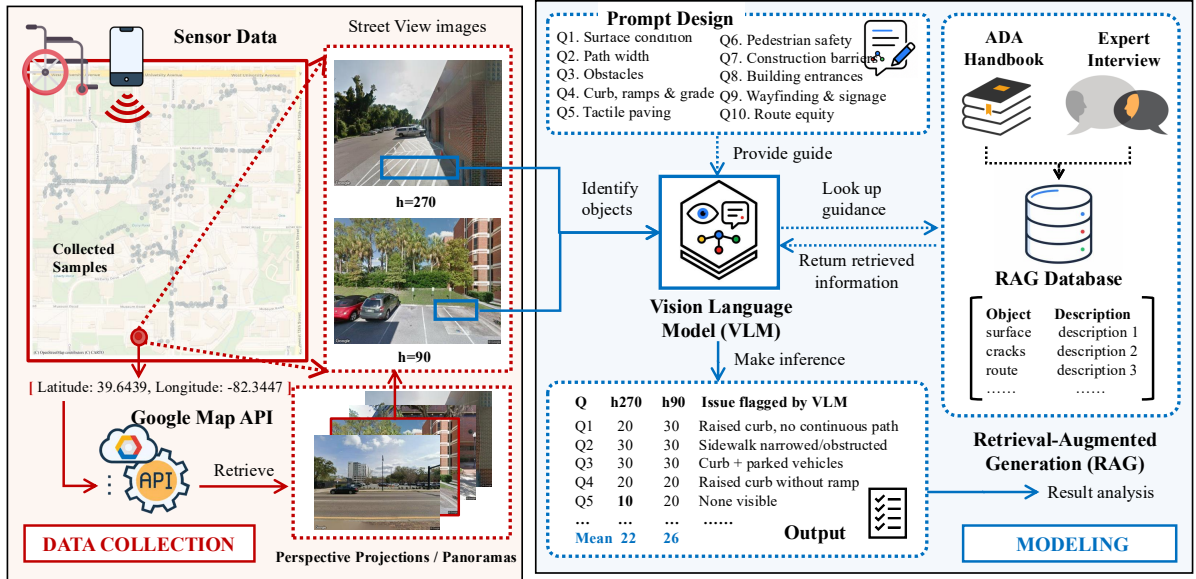 Sensor Data
Street View images
h=270
Collected
Samples
h=90
[ Latitude: 39.6439, Longitude: -82.3447 ]
Google Map API
API
Retrieve
Perspective Projections / Panoramas
DATA COLLECTION
Prompt Design
Q1. Surface condition
Q2. Path width
Q3. Obstacles
Q4. Curb, ramps & grade
Q5. Tactile paving
Q6. Pedestrian safety
Q7. Construction barriers
Q8. Building entrances
Q9. Wayfinding & signage
Q10. Route equity
Provide guide
Identify
objects
Vision Language
Model (VLM)
Look up
guidance
Return retrieved
information
Make inference
ADA
Handbook
Expert
Interview
RAG Database
Object Description
surface description 1
cracks description 2
route description 3
…… ……
Retrieval-Augmented
Generation (RAG)
Q h270 h90 Issue flagged by VLM
Q1 20 30 Raised curb, no continuous path
Q2 30 30 Sidewalk narrowed/obstructed
Q3 30 30 Curb + parked vehicles
Q4 20 20 Raised curb without ramp
Q5 10 20 None visible
... ... ... ……
Mean 22 26
Output
Result analysis
MODELING